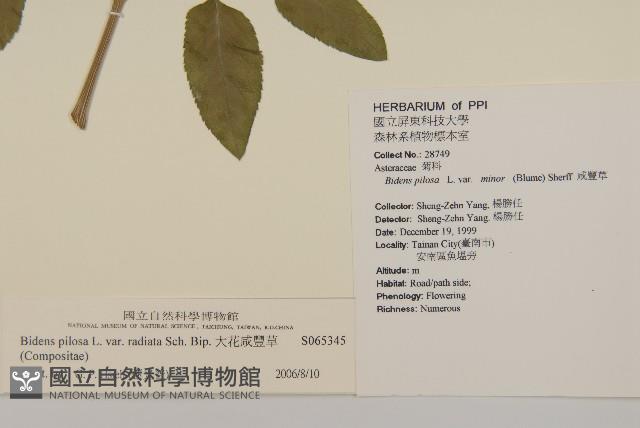 HERBARIUM of PPI
國立屏東科技大學
森林系植物標本室
Collect No.: 28749
Asteraceae 菊科
Bidens pilosa L. var. minor (Blume) Sherff 咸豐草
Collector: Sheng-Zehn Yang, 楊勝任
Detector: Sheng-Zehn Yang, 楊勝任
Date: December 19, 1999
Locality: Tainan City(臺南市)
安南區魚塭旁
Altitude: m
Habitat: Road/path side;
Phenology: Flowering
Richness: Numerous
國立自然科學博物館
NATIONAL MUSEUM OF NATURAL SCIENCE, TAICHUNG, TAIWAN, R.O.CHINA
Bidens pilosa L. var. radiata Sch. Bip. 大花咸豐草 S065345
(Compositae)
2006/8/10
國立自然科學博物館
NATIONAL MUSEUM OF NATURAL SCIENCE